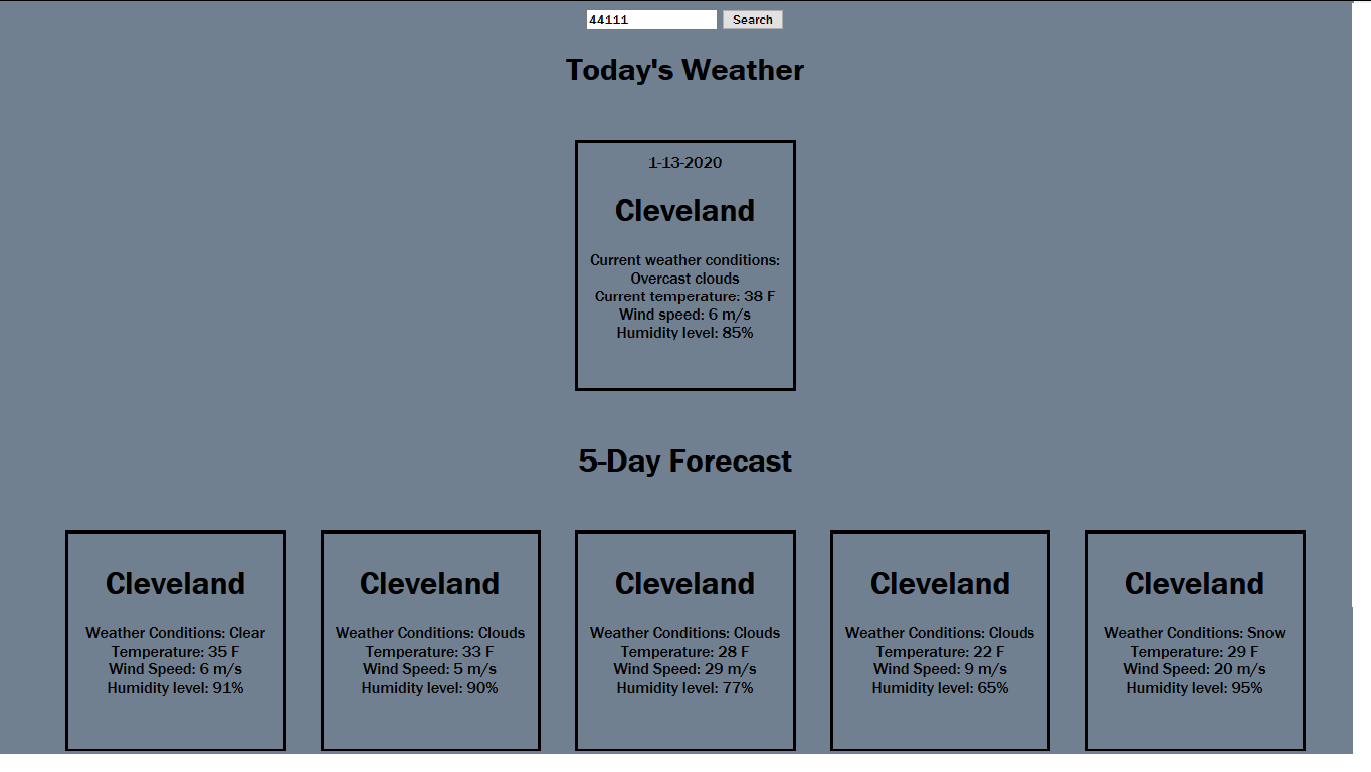 44111 Search
Today's Weather
1-13-2020
Cleveland
Current weather conditions:
Overcast clouds
Current temperature: 38 F
Wind speed: 6 m/s
Humidity level: 85%
5-Day Forecast
Cleveland
Weather Conditions: Clear
Temperature: 35 F
Wind Speed: 6 m/s
Humidity level: 91%
Cleveland
Weather Conditions: Clouds
Temperature: 33 F
Wind Speed: 5 m/s
Humidity level: 90%
Cleveland
Weather Conditions: Clouds
Temperature: 28 F
Wind Speed: 29 m/s
Humidity level: 77%
Cleveland
Weather Conditions: Clouds
Temperature: 22 F
Wind Speed: 9 m/s
Humidity level: 65%
Cleveland
Weather Conditions: Snow
Temperature: 29 F
Wind Speed: 20 m/s
Humidity level: 95%